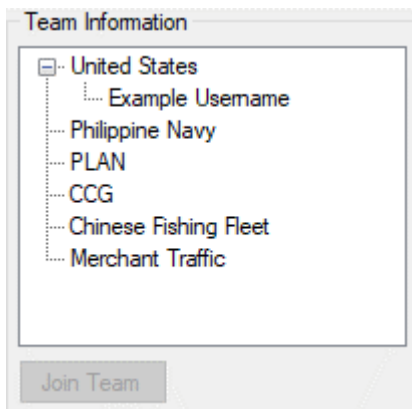 Team Information
United States
Example Username
Philippine Navy
PLAN
CCG
Chinese Fishing Fleet
Merchant Traffic
Join Team